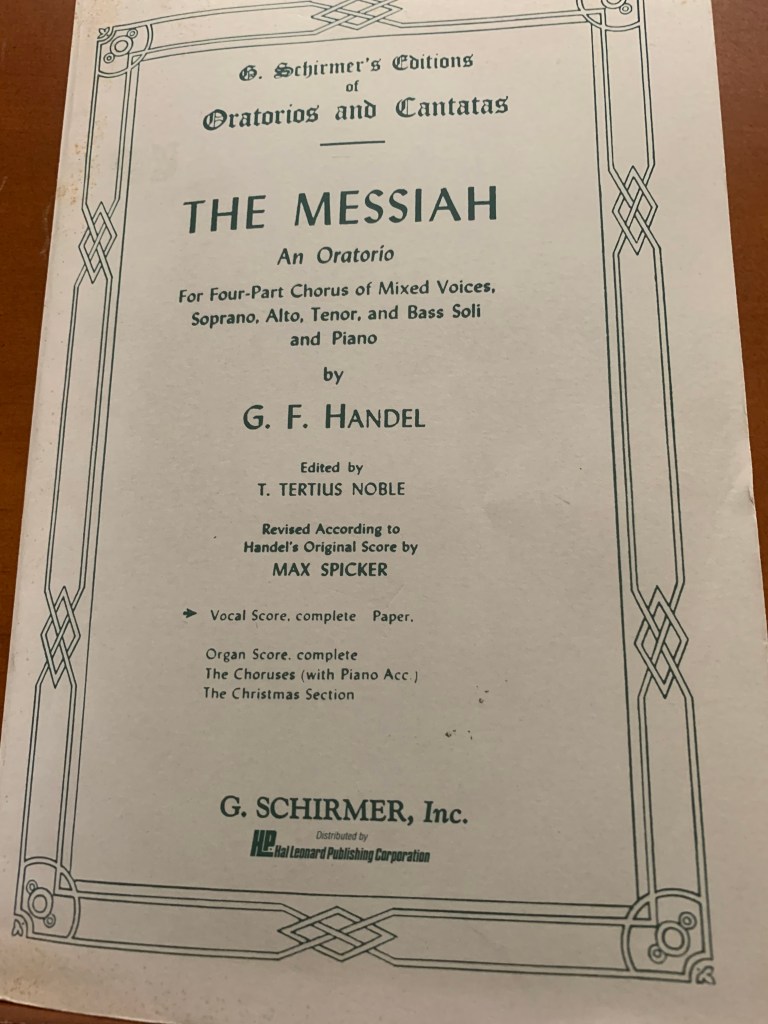 G. Schirmer's Editions
of
Oratorios and Cantatas
THE MESSIAH
An Oratorio
For Four-Part Chorus of Mixed Voices,
Soprano, Alto, Tenor, and Bass Soli
and Piano
by
G. F. HANDEL
Edited by
T. TERTIUS NOBLE
Revised According to
Handel's Original Score by
MAX SPICKER
Vocal Score, complete Paper.
Organ Score. complete
The Choruses (with Piano Acc.)
The Christmas Section
G. SCHIRMER, Inc.
Distributed by
Hal Leonard Publishing Corporation